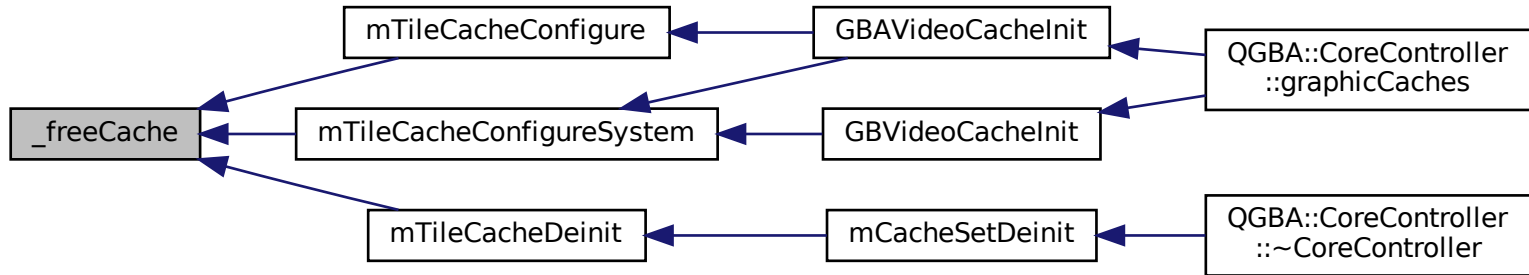 _freeCache
mTileCacheConfigure
mTileCacheConfigureSystem
mTileCacheDeinit
GBAVideoCacheInit
GBVideoCacheInit
mCacheSetDeinit
QGBA::CoreController
::graphicCaches
QGBA::CoreController
::~CoreController